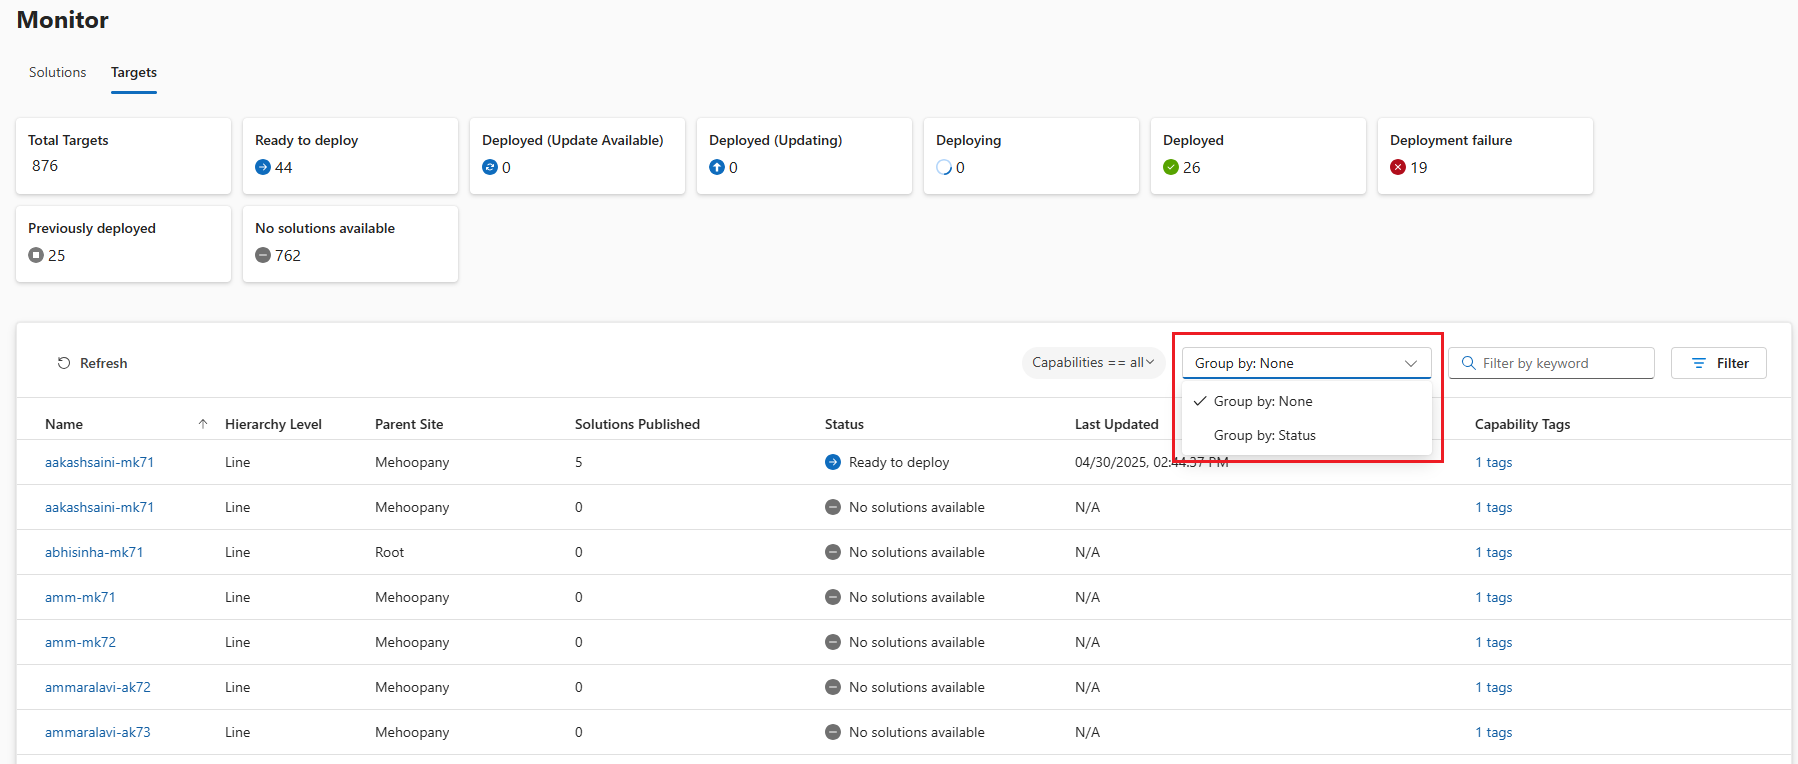 Monitor
Solutions Targets
Total Targets Ready to deploy Deployed (Update Available) Deployed (Updating) Deploying Deployed Deployment failure
876 44 0 0 0 26 19
Previously deployed No solutions available
25 762
Refresh Capabilities == all Group by: None Filter by keyword Filter
Group by: None
Group by: Status
Name Hierarchy Level Parent Site Solutions Published Status Last Updated Capability Tags
aakashsaini-mk71 Line Mehoopany 5 Ready to deploy 04/30/2025, 02:44:37 PM 1 tags
aakashsaini-mk71 Line Mehoopany 0 No solutions available N/A 1 tags
abhisinha-mk71 Line Root 0 No solutions available N/A 1 tags
amm-mk71 Line Mehoopany 0 No solutions available N/A 1 tags
amm-mk72 Line Mehoopany 0 No solutions available N/A 1 tags
ammaralavi-ak72 Line Mehoopany 0 No solutions available N/A 1 tags
ammaralavi-ak73 Line Mehoopany 0 No solutions available N/A 1 tags